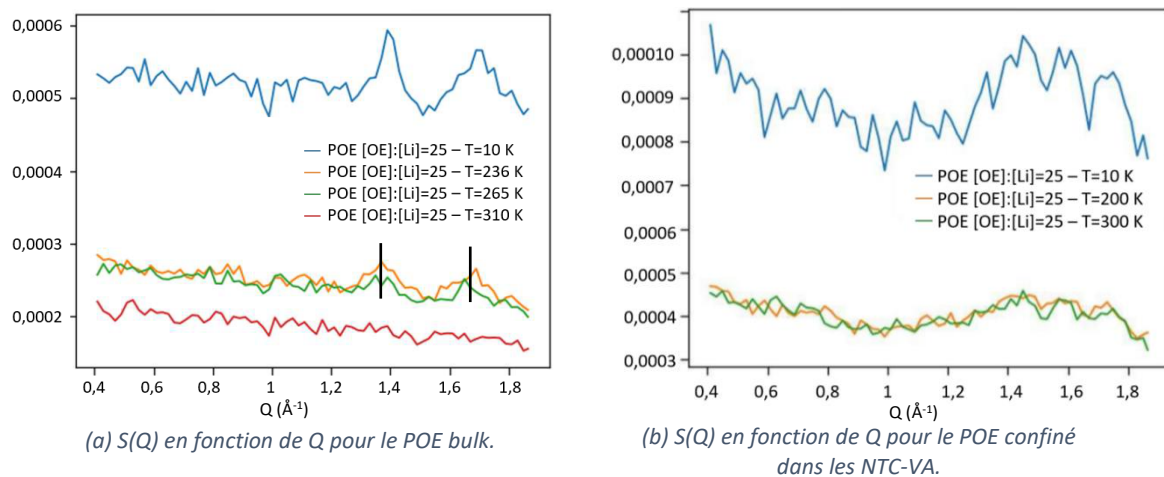 0,0006
0,0005
0,0004
0,0003
0,0002
POE [OE]:[Li]=25 – T=10 K
POE [OE]:[Li]=25 – T=236 K
POE [OE]:[Li]=25 – T=265 K
POE [OE]:[Li]=25 – T=310 K
0,4 0,6 0,8 1 1,2 1,4 1,6 1,8
Q (Å⁻¹)
(a) S(Q) en fonction de Q pour le POE bulk.
0,00010
0,0009
0,0008
0,0007
0,0006
0,0005
0,0004
0,0003
POE [OE]:[Li]=25 – T=10 K
POE [OE]:[Li]=25 – T=200 K
POE [OE]:[Li]=25 – T=300 K
0,4 0,6 0,8 1 1,2 1,4 1,6 1,8
Q (Å⁻¹)
(b) S(Q) en fonction de Q pour le POE confiné
dans les NTC-VA.